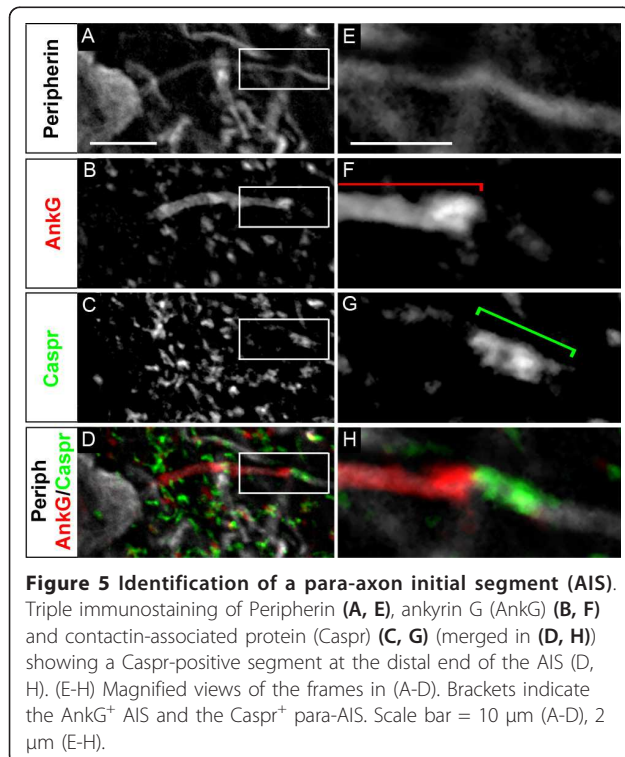 A
E
Peripherin
B
F
AnkG
C
G
Caspr
D
H
Periph
AnkG/Caspr
Figure 5 Identification of a para-axon initial segment (AIS).
Triple immunostaining of Peripherin (A, E), ankyrin G (AnkG) (B, F)
and contactin-associated protein (Caspr) (C, G) (merged in (D, H))
showing a Caspr-positive segment at the distal end of the AIS (D,
H). (E-H) Magnified views of the frames in (A-D). Brackets indicate
the AnkG⁺ AIS and the Caspr⁺ para-AIS. Scale bar = 10 μm (A-D), 2
μm (E-H).